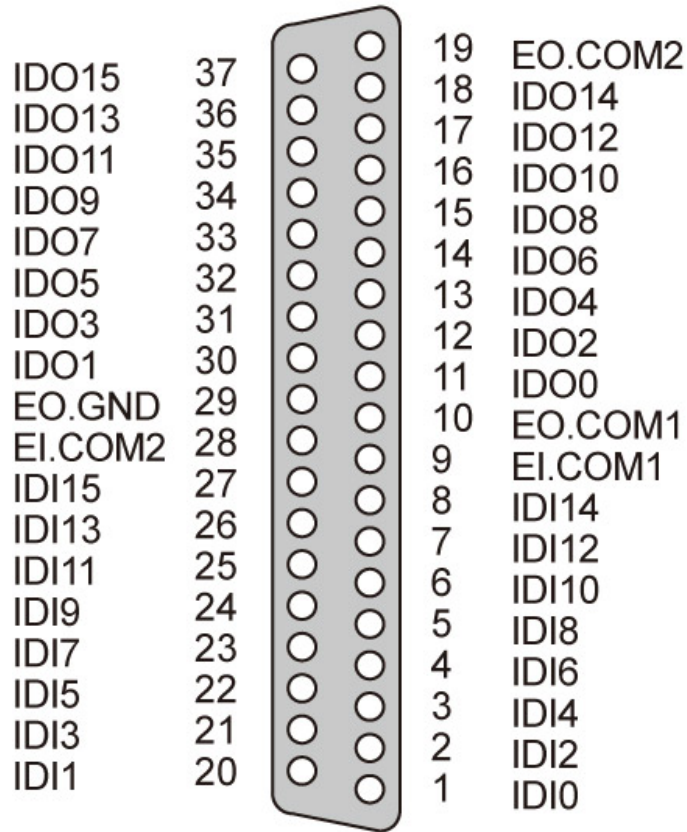 19 EO.COM2
IDO15 37
18 IDO14
IDO13 36
17 IDO12
IDO11 35
16 IDO10
IDO9 34
15 IDO8
IDO7 33
14 IDO6
IDO5 32
13 IDO4
IDO3 31
12 IDO2
IDO1 30
11 IDO0
EO.GND 29
10 EO.COM1
EI.COM2 28
9 EI.COM1
IDI15 27
8 IDI14
IDI13 26
7 IDI12
IDI11 25
6 IDI10
IDI9 24
5 IDI8
IDI7 23
4 IDI6
IDI5 22
3 IDI4
IDI3 21
2 IDI2
IDI1 20
1 IDI0